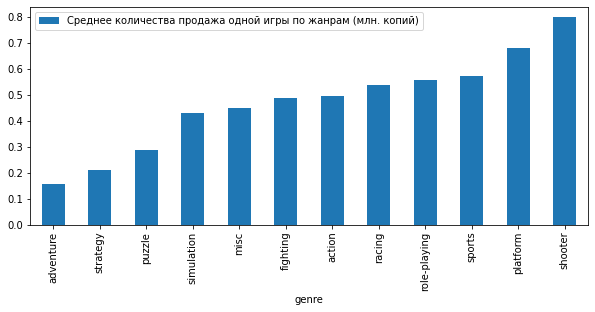 Среднее количества продажа одной игры по жанрам (млн. копий)
0.8
0.7
0.6
0.5
0.4
0.3
0.2
0.1
0.0
adventure
strategy
puzzle
simulation
misc
fighting
action
racing
role-playing
sports
platform
shooter
genre